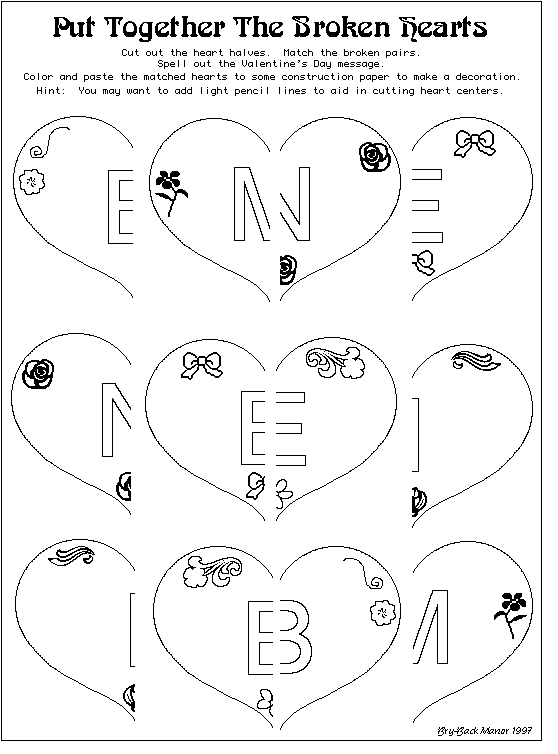 Put Together The Broken Hearts
Cut out the heart halves. Match the broken pairs.
Spell out the Valentine's Day message.
Color and paste the matched hearts to some construction paper to make a decoration.
Hint: You may want to add light pencil lines to aid in cutting heart centers.
E
B
Bry-Back Manor 1997